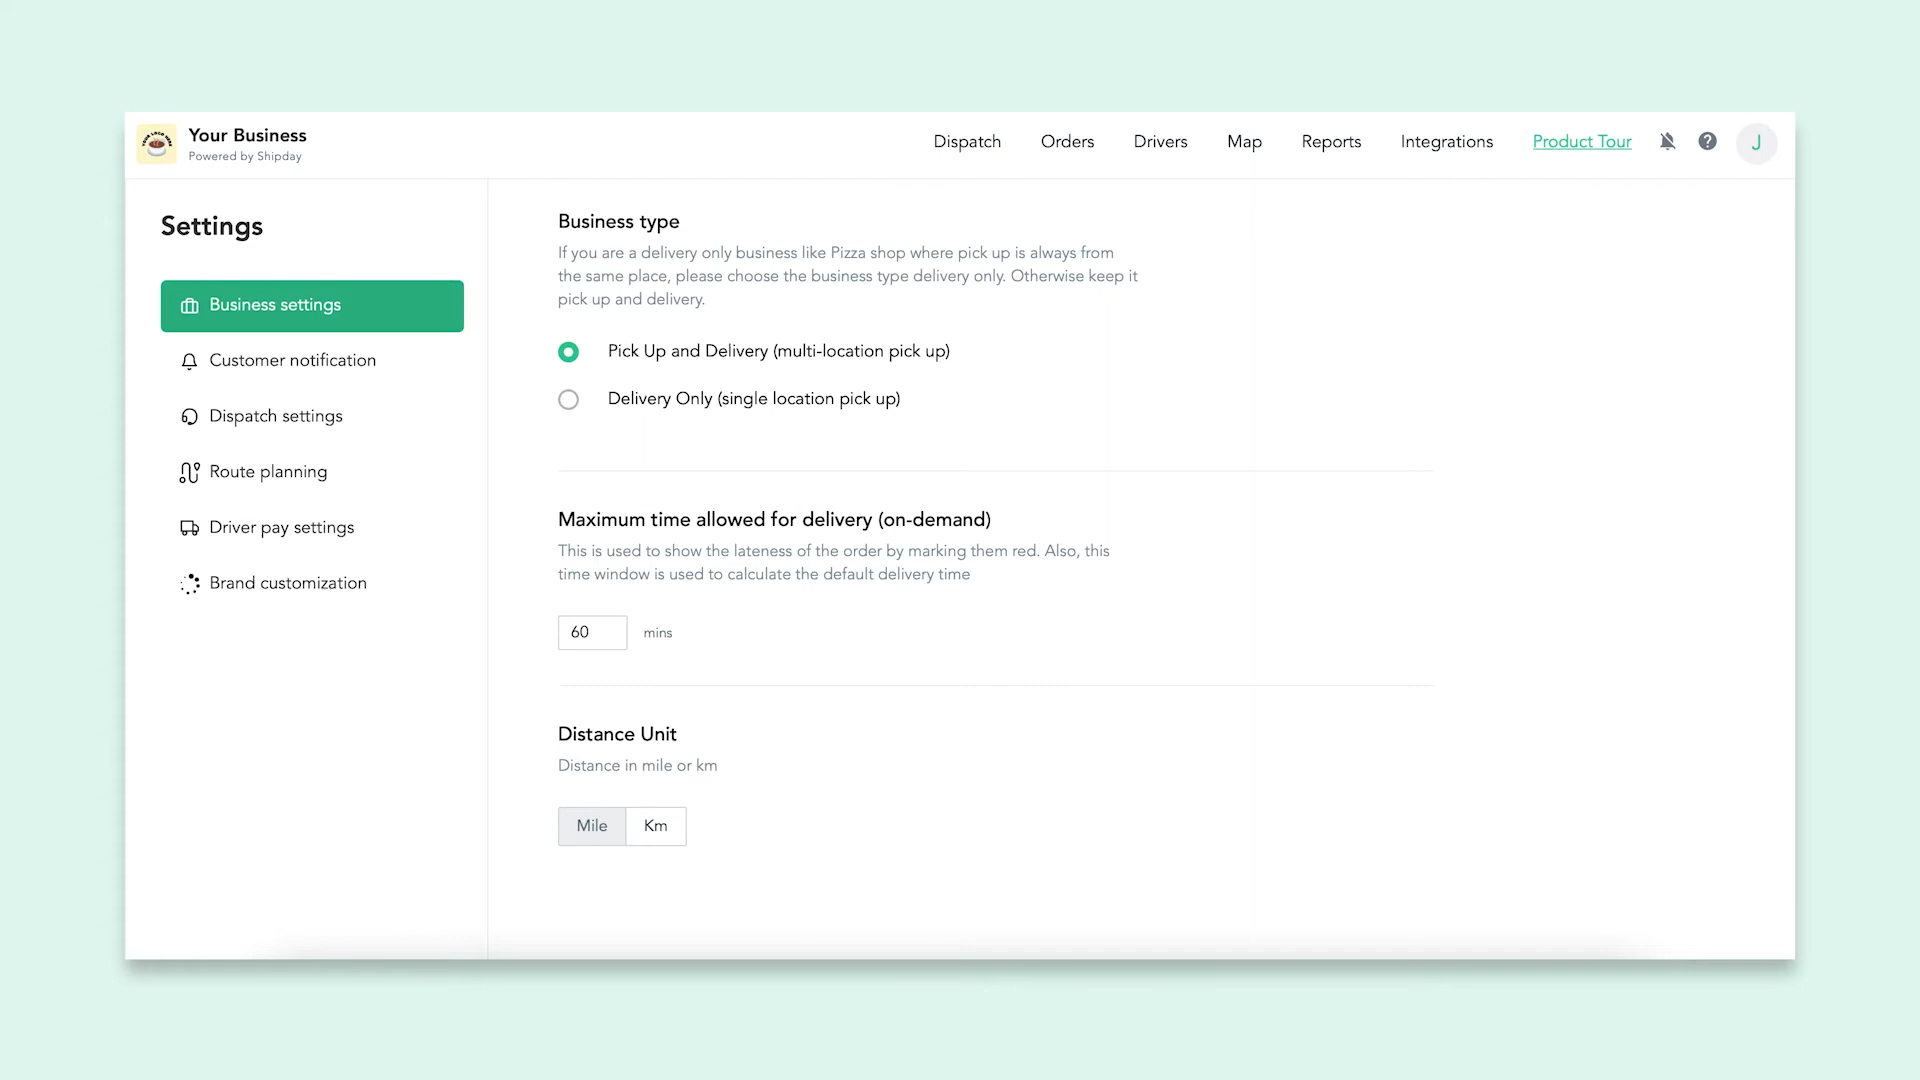 YOUR LOGO HERE
Your Business
Powered by Shipday
Dispatch
Orders
Drivers
Map
Reports
Integrations
Product Tour
J
Settings
Business settings
Customer notification
Dispatch settings
Route planning
Driver pay settings
Brand customization
Business type
If you are a delivery only business like Pizza shop where pick up is always from
the same place, please choose the business type delivery only. Otherwise keep it
pick up and delivery.
Pick Up and Delivery (multi-location pick up)
Delivery Only (single location pick up)
Maximum time allowed for delivery (on-demand)
This is used to show the lateness of the order by marking them red. Also, this
time window is used to calculate the default delivery time
60 mins
Distance Unit
Distance in mile or km
Mile
Km